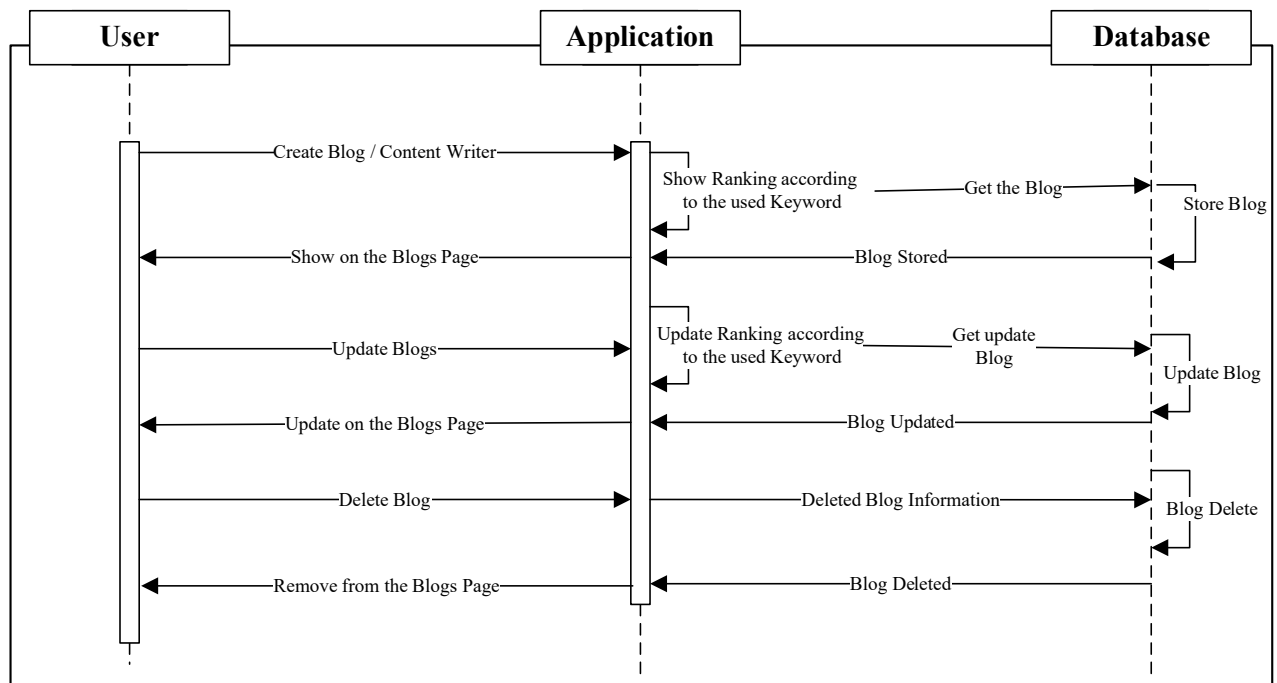 User
Application
Database
Create Blog / Content Writer
Show Ranking according
to the used Keyword
Get the Blog
Store Blog
Show on the Blogs Page
Blog Stored
Update Blogs
Update Ranking according
to the used Keyword
Get update
Blog
Update Blog
Update on the Blogs Page
Blog Updated
Delete Blog
Deleted Blog Information
Blog Delete
Remove from the Blogs Page
Blog Deleted